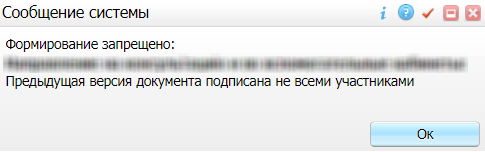 Сообщение системы
Формирование запрещено:
Предыдущая версия документа подписана не всеми участниками
Ок